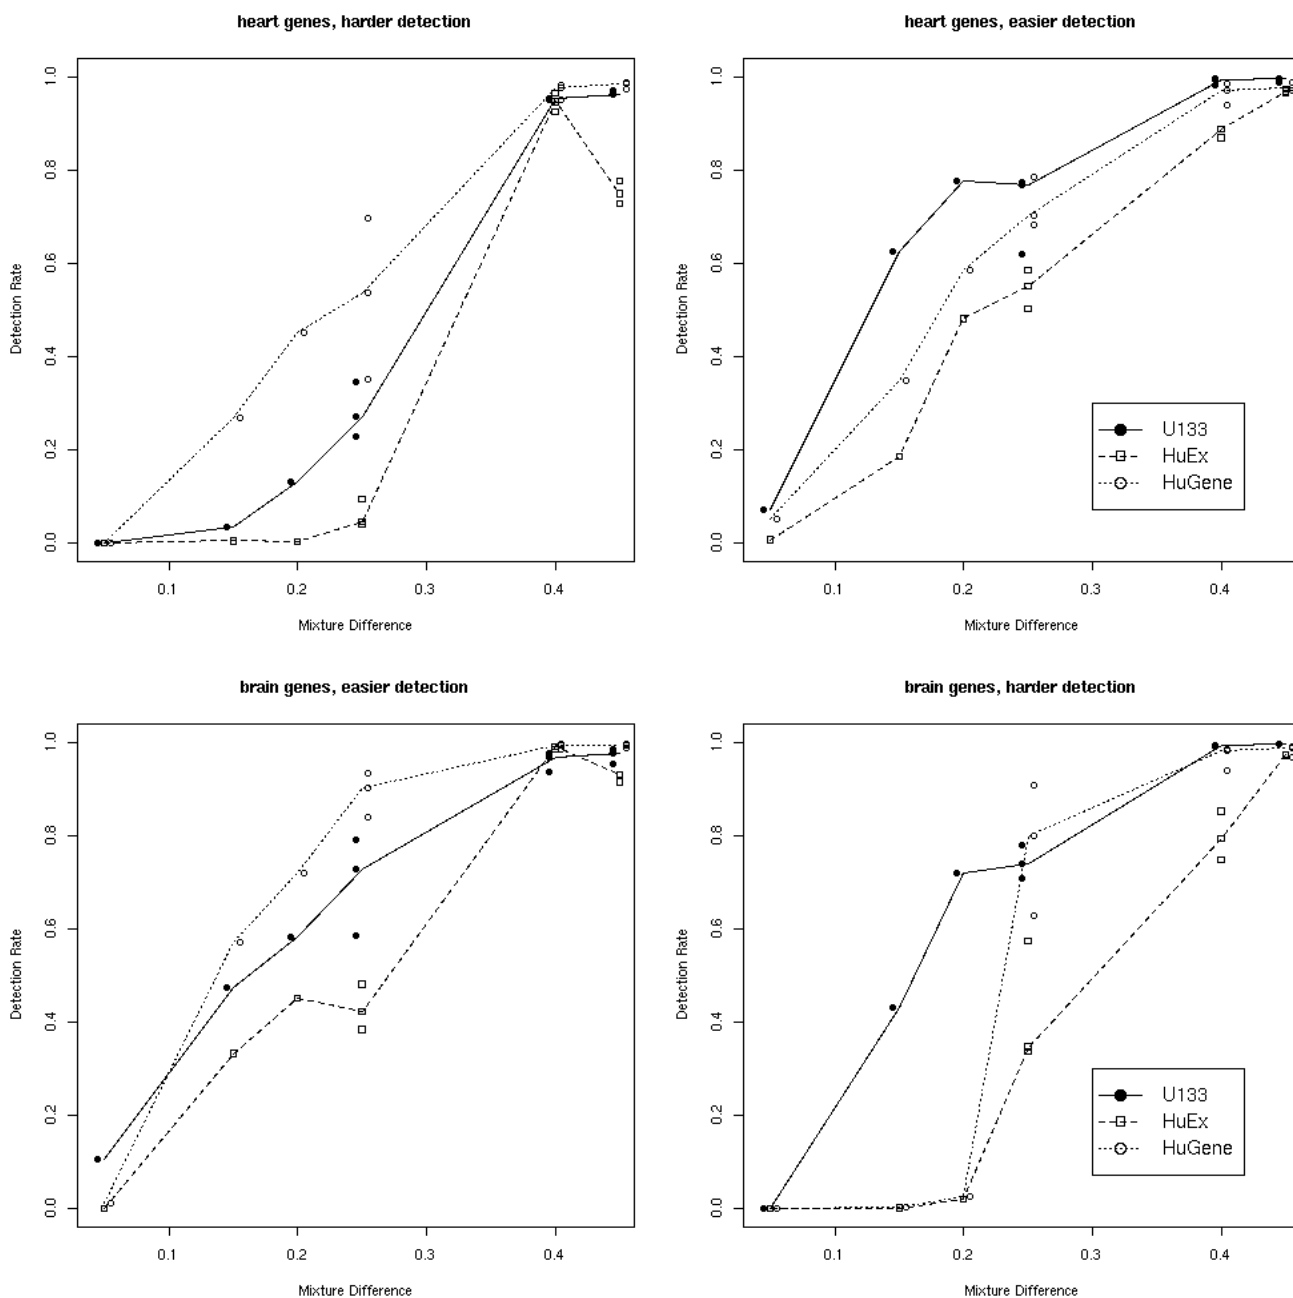 heart genes, harder detection
1.0
0.8
0.6
0.4
0.2
0.0
Detection Rate
0.1 0.2 0.3 0.4
Mixture Difference
heart genes, easier detection
1.0
0.8
0.6
0.4
0.2
0.0
Detection Rate
U133
HuEx
HuGene
0.1 0.2 0.3 0.4
Mixture Difference
brain genes, easier detection
1.0
0.8
0.6
0.4
0.2
0.0
Detection Rate
0.1 0.2 0.3 0.4
Mixture Difference
brain genes, harder detection
1.0
0.8
0.6
0.4
0.2
0.0
Detection Rate
U133
HuEx
HuGene
0.1 0.2 0.3 0.4
Mixture Difference